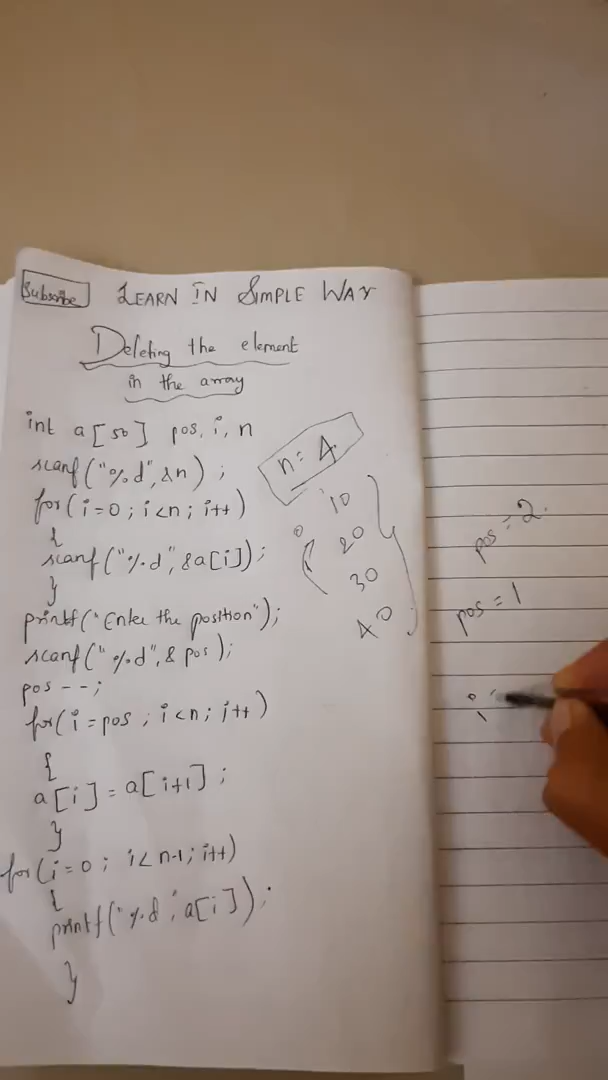 Subscribe LEARN IN SIMPLE WAY
Deleting the element
in the array
int a[50] pos, i, n
scanf("%d",&n);
n=4
for(i=0; i<n; i++)
{
scanf("%d",&a[i]);
}
printf("Enter the position");
scanf("%d",& pos);
pos--;
for(i=pos; i<n; i++)
{
a[i]=a[i+1];
}
for(i=0; i<n-1; i++)
{
printf("%d",a[i]);
}
10
20
30
40
pos=2
pos=1
i